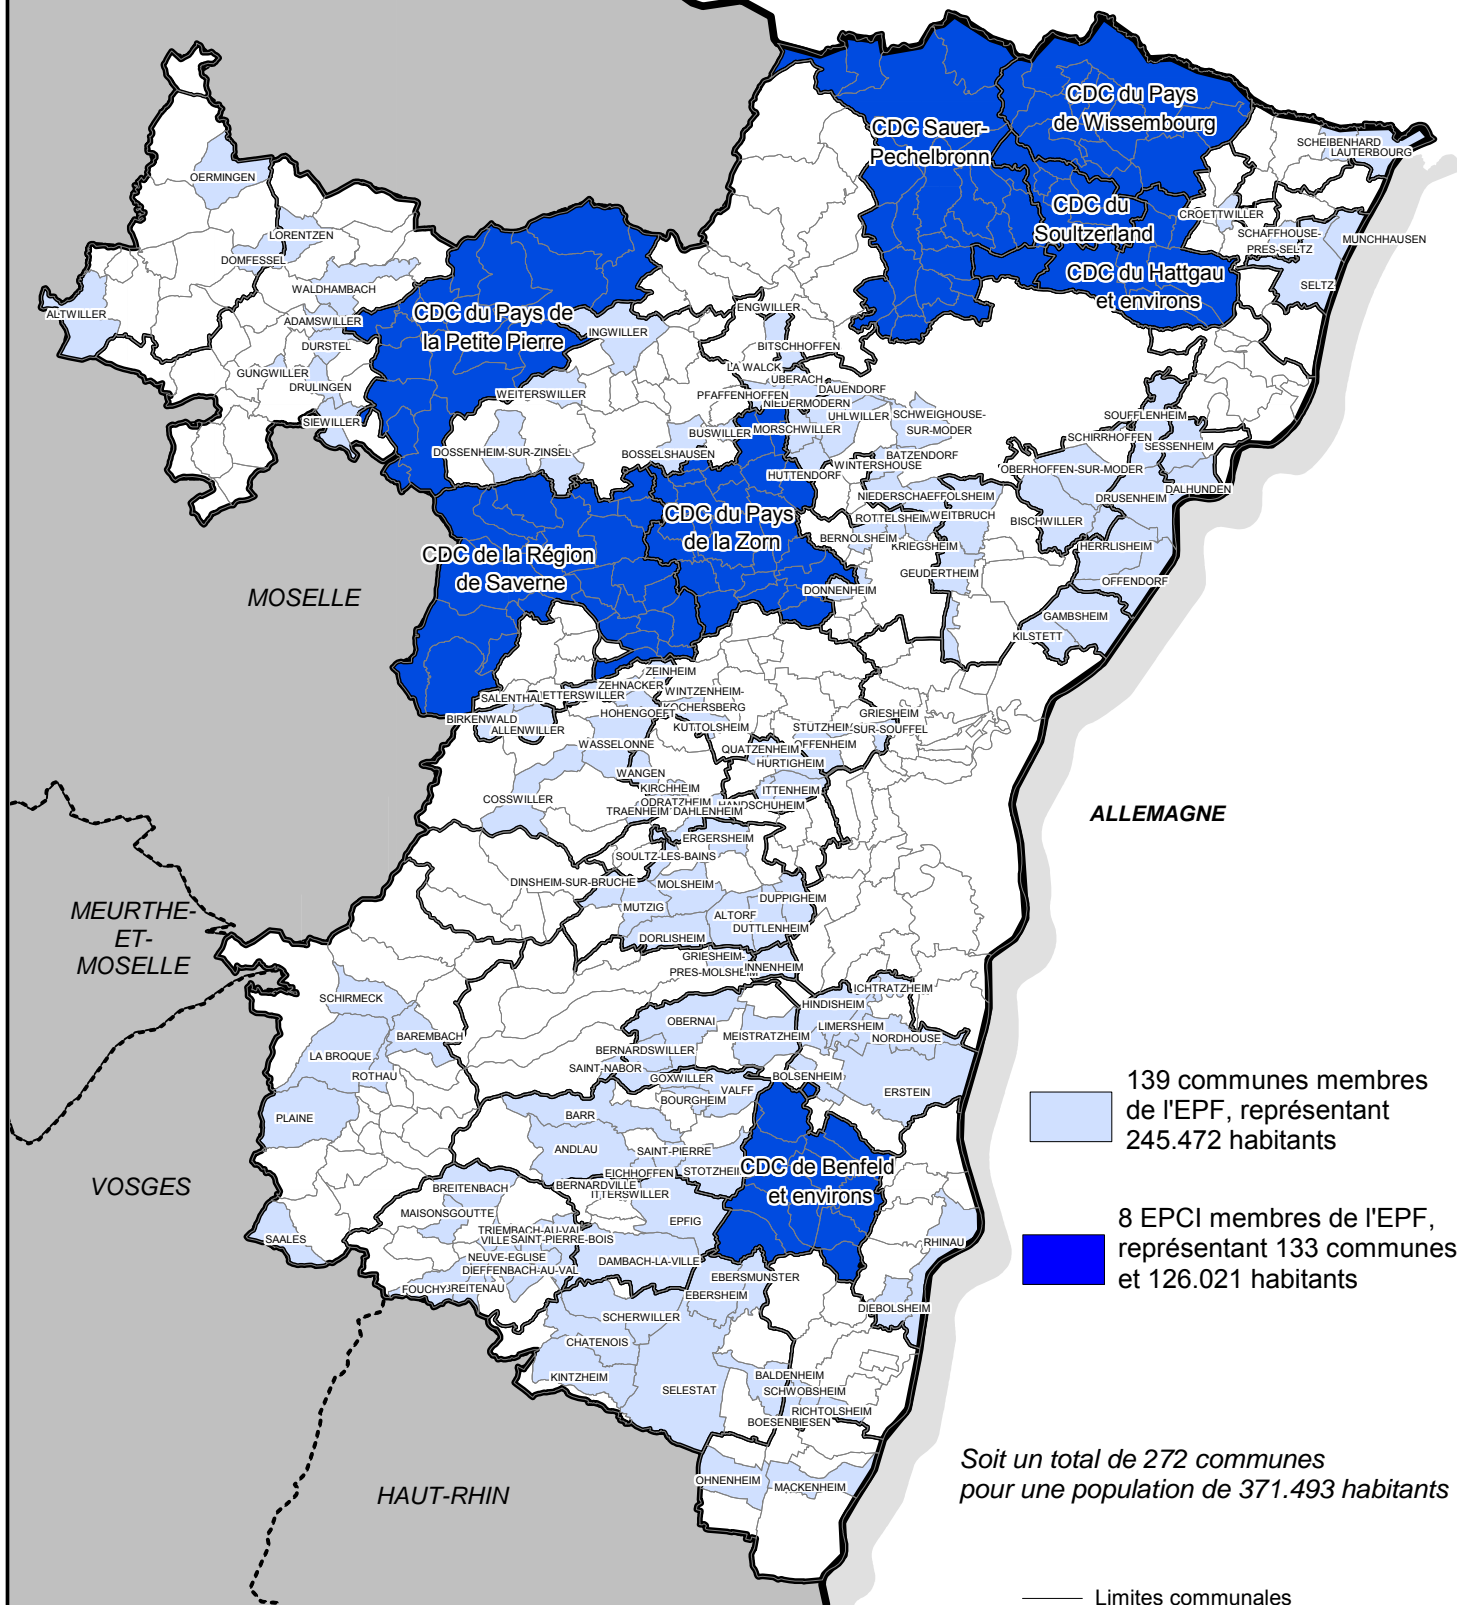 CDC du Pays
de Wissembourg
CDC Sauer-
Pechelbronn
SCHEIBENHARD
LAUTERBOURG
OERMINGEN
CDC du
Soultzerland
CROETTWILLER
LORENTZEN
SCHAFFHOUSE-
PRES-SELTZ
MUNCHHAUSEN
DOMFESSEL
CDC du Hattgau
et environs
SELTZ
WALDHAMBACH
ALTWILLER
ADAMSWILLER
CDC du Pays de
la Petite Pierre
ENGWILLER
INGWILLER
DURSTEL
BITSCHHOFFEN
GUNGWILLER
LA WALCK
DRULINGEN
UBERACH
WEITERSWILLER
PFAFFENHOFFEN
DAUENDORF
NIEDERMODERN
SIEWILLER
UHLWILLER
SCHWEIGHOUSE-
SUR-MODER
BUSWILLER
MORSCHWILLER
SOUFFLENHEIM
SCHIRRHOFFEN
SESSENHEIM
DOSSENHEIM-SUR-ZINSEL
BOSSELSHAUSEN
BATZENDORF
WINTERSHOUSE
HUTTENDORF
OBERHOFFEN-SUR-MODER
DALHUNDEN
NIEDERSCHAEFFOLSHEIM
DRUSENHEIM
CDC du Pays
de la Zorn
ROTTELSHEIM
WEITBRUCH
BISCHWILLER
BERNOLSHEIM
KRIEGSHEIM
HERRLISHEIM
CDC de la Région
de Saverne
GEUDERTHEIM
OFFENDORF
DONNENHEIM
MOSELLE
GAMBSHEIM
KILSTETT
ZEINHEIM
ZEHNACKER
SALENTHAL
ETTERSWILLER
WINTZENHEIM-
KOCHERSBERG
BIRKENWALD
HOHENGOEFT
GRIESHEIM-
SUR-SOUFFEL
ALLENWILLER
KUTTOLSHEIM
STUTZHEIM
OFFENHEIM
WASSELONNE
QUATZENHEIM
HURTIGHEIM
WANGEN
KIRCHHEIM
ITTENHEIM
COSSWILLER
ODRATZHEIM
HANDSCHUHEIM
TRAENHEIM
DAHLENHEIM
ALLEMAGNE
ERGERSHEIM
SOULTZ-LES-BAINS
DINSHEIM-SUR-BRUCHE
MOLSHEIM
MEURTHE-
ET-
MOSELLE
MUTZIG
DUPPIGHEIM
ALTORF
DUTTLENHEIM
DORLISHEIM
GRIESHEIM-
PRES-MOLSHEIM
INNENHEIM
SCHIRMECK
ICHTRATZHEIM
HINDISHEIM
OBERNAI
LIMERSHEIM
BAREMBACH
MEISTRATZHEIM
NORDHOUSE
LA BROQUE
BERNARDSWILLER
ROTHAU
SAINT-NABOR
GOXWILLER
BOLSENHEIM
VALFF
BOURGHEIM
ERSTEIN
PLAINE
BARR
139 communes membres
de l'EPF, représentant
245.472 habitants
ANDLAU
SAINT-PIERRE
EICHHOFFEN
STOTZHEI
CDC de Benfeld
et environs
VOSGES
BREITENBACH
BERNARDVILLE
ITTERSWILLER
MAISONSGOUTTE
EPFIG
TRIEMBACH-AU-VAL
VILLE
SAINT-PIERRE-BOIS
8 EPCI membres de l'EPF,
représentant 133 communes
et 126.021 habitants
SAALES
RHINAU
NEUVE-EGLISE
DAMBACH-LA-VILLE
DIEFFENBACH-AU-VAL
FOUCHY
BREITENAU
EBERSMUNSTER
EBERSHEIM
DIEBOLSHEIM
SCHERWILLER
CHATENOIS
KINTZHEIM
BALDENHEIM
SELESTAT
SCHWOBSHEIM
RICHTOLSHEIM
BOESENBIESEN
OHNENHEIM
MACKENHEIM
Soit un total de 272 communes
pour une population de 371.493 habitants
HAUT-RHIN
Limites communales